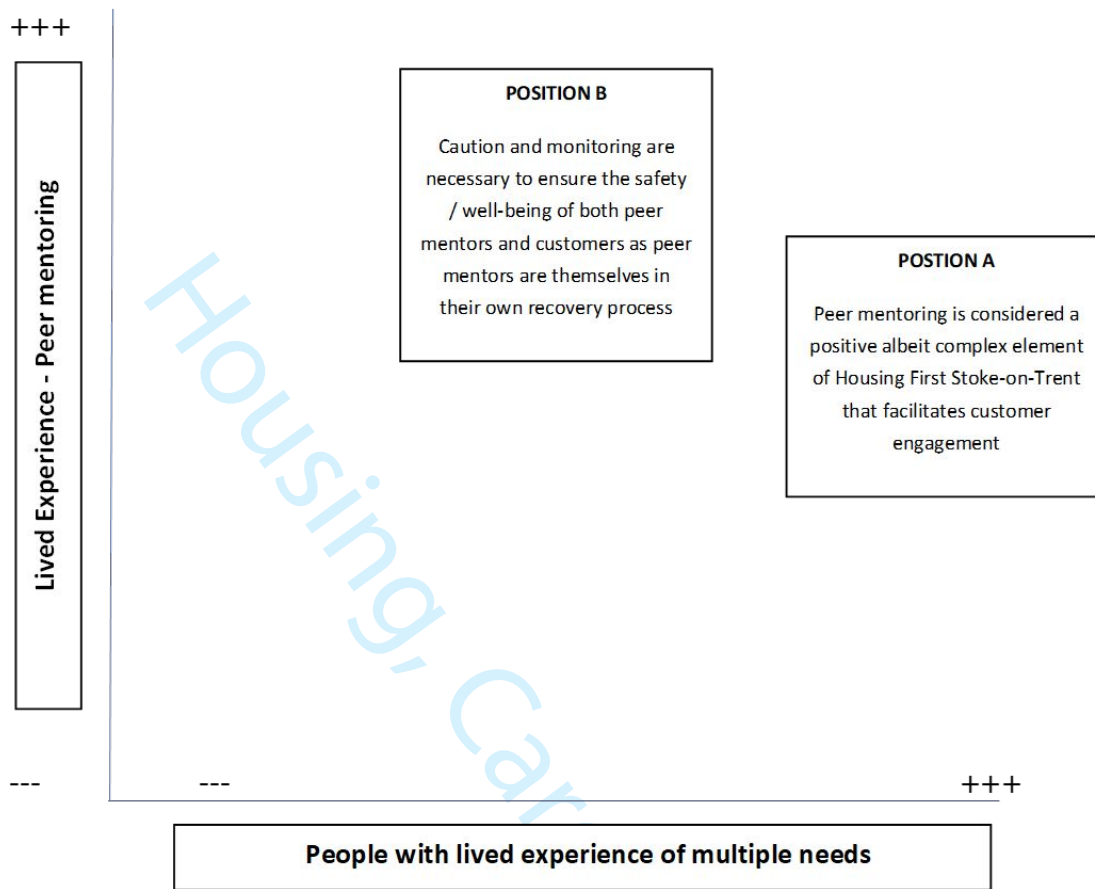 +++
Lived Experience - Peer mentoring
POSITION B
Caution and monitoring are
necessary to ensure the safety
/ well-being of both peer
mentors and customers as peer
mentors are themselves in
their own recovery process
POSTION A
Peer mentoring is considered a
positive albeit complex element
of Housing First Stoke-on-Trent
that facilitates customer
engagement
Housing, Car
---
---
+++
People with lived experience of multiple needs